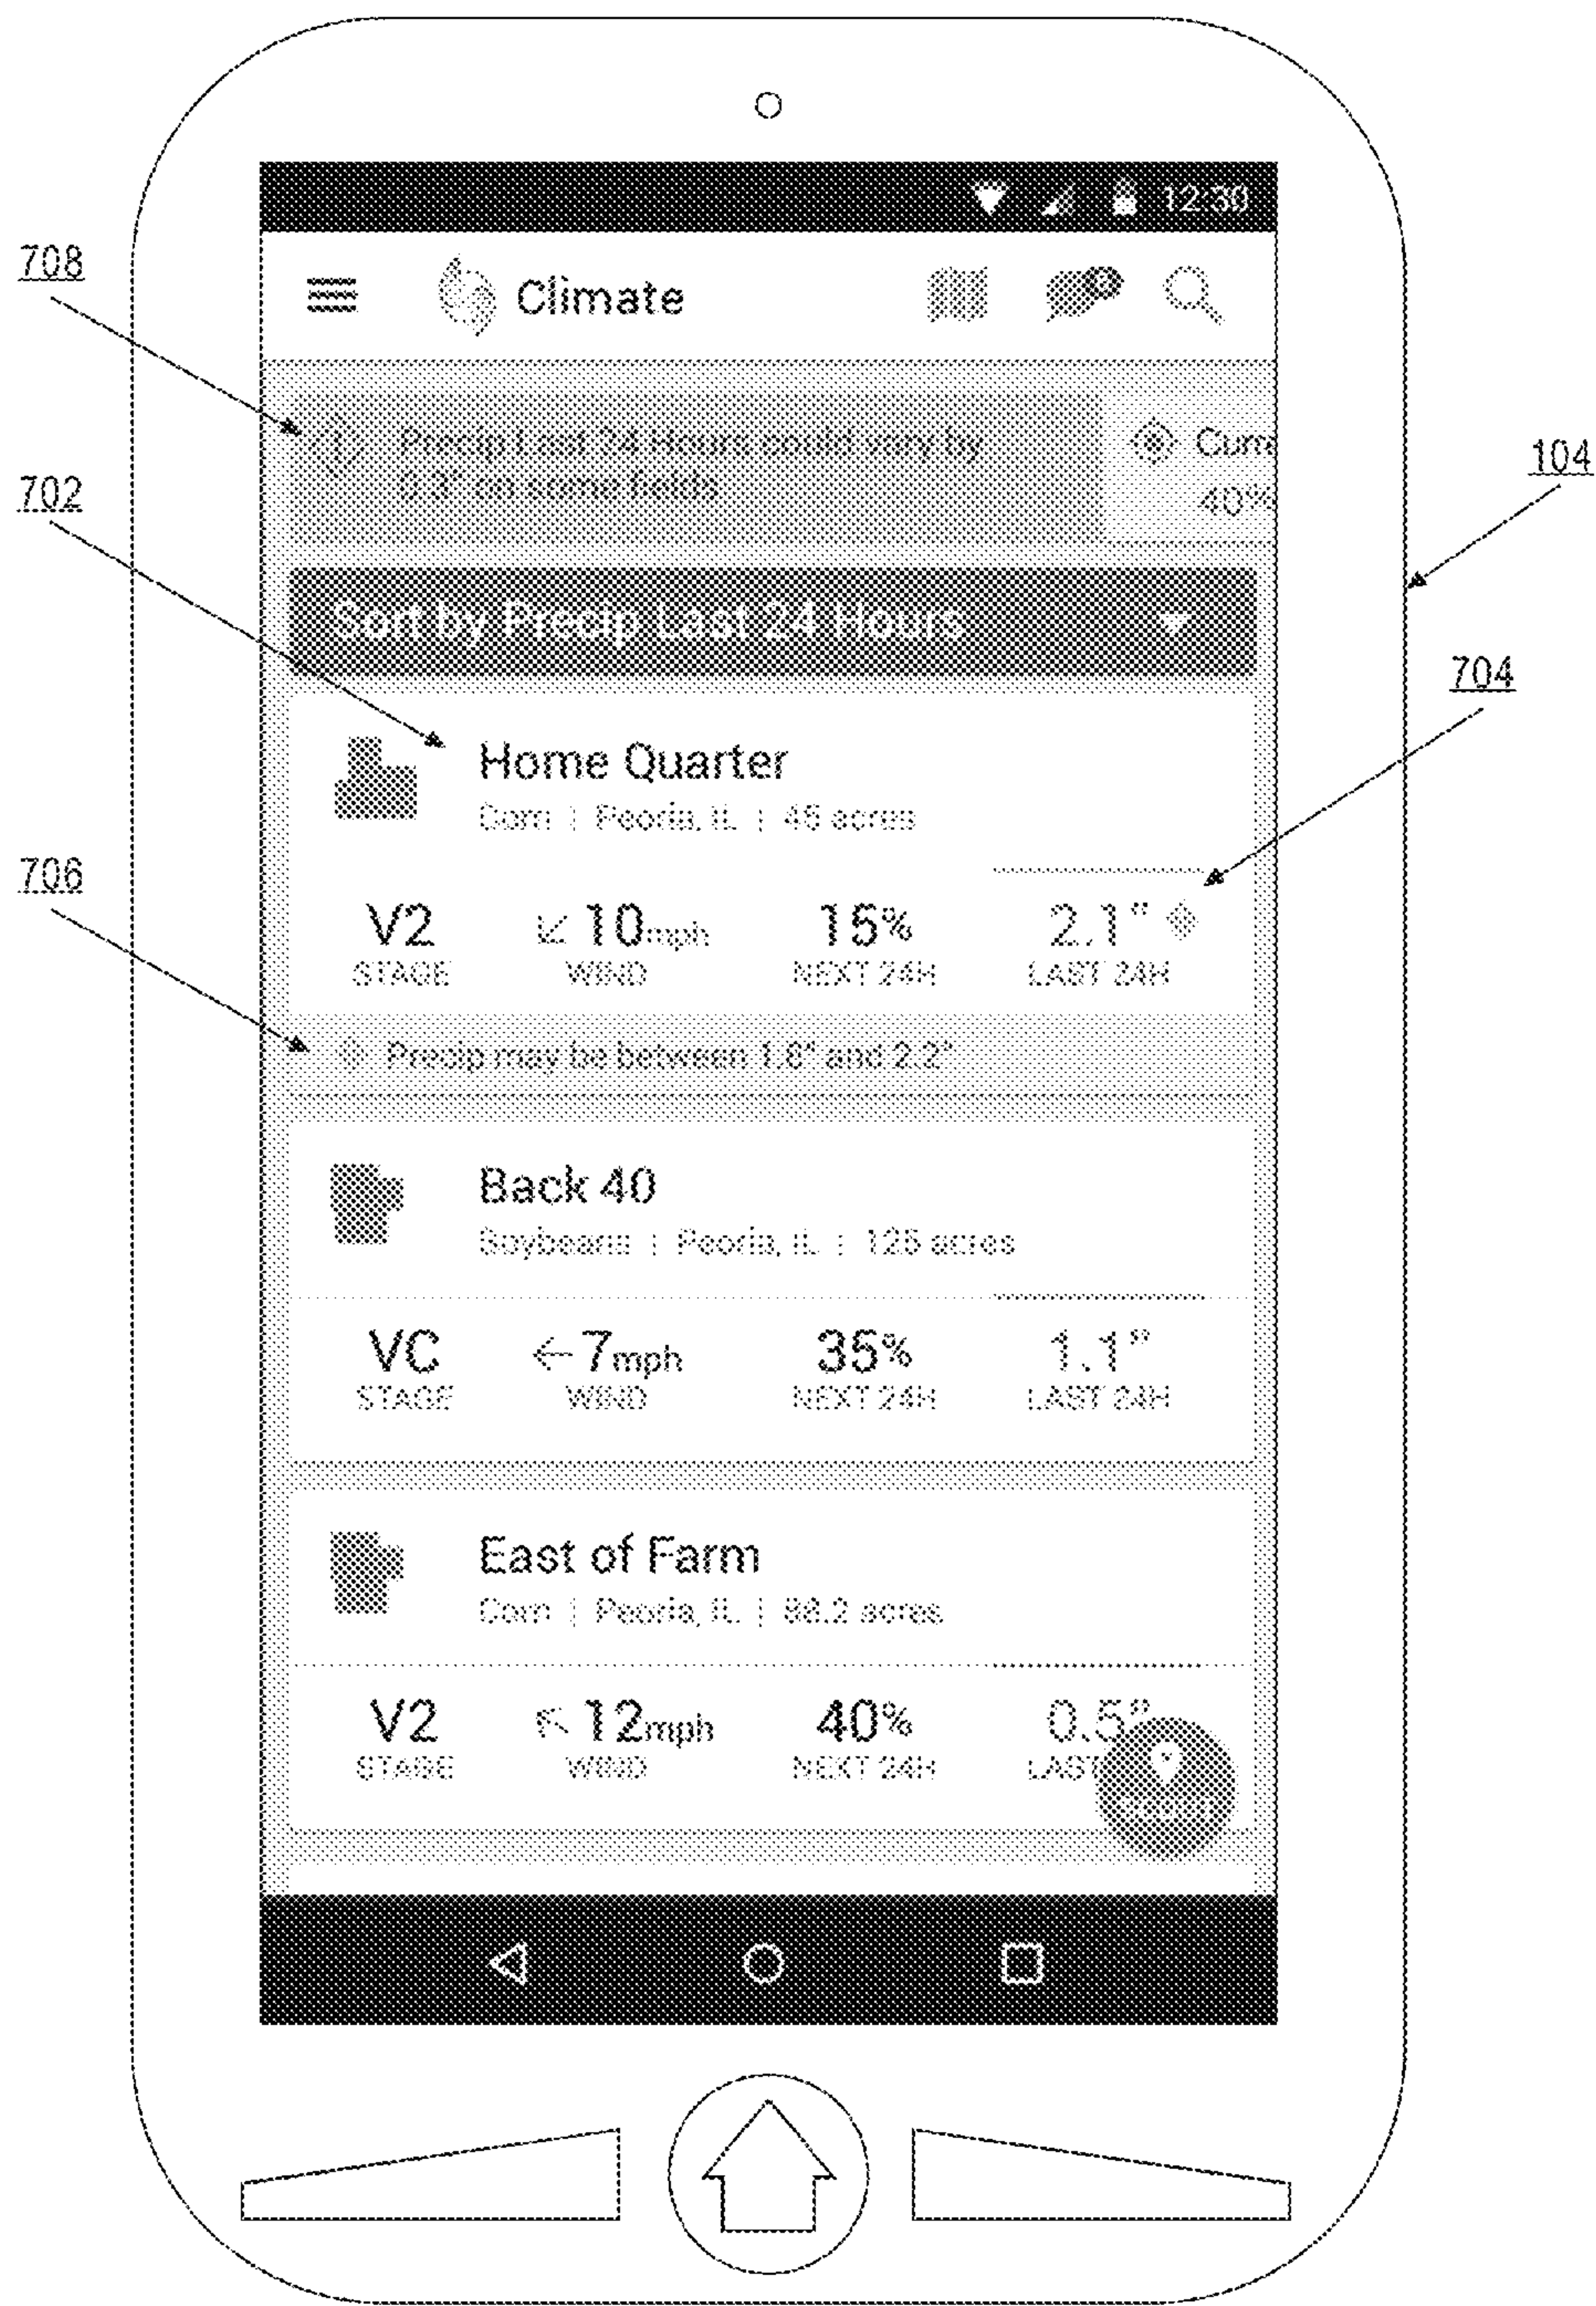 12:30
708
Climate
Precip Last 24 Hours could vary by
0.3" on some fields
Curre
40%
702
104
Sort by Precip Last 24 Hours
704
Home Quarter
Corn | Peoria, IL | 45 acres
706
V2 10mph 15% 2.1"
STAGE WIND NEXT 24H LAST 24H
Precip may be between 1.8" and 2.2"
Back 40
Soybeans | Peoria, IL | 125 acres
VC 7mph 35% 1.1"
STAGE WIND NEXT 24H LAST 24H
East of Farm
Corn | Peoria, IL | acres
V2 12mph 40% 0.5"
STAGE WIND NEXT 24H LAST